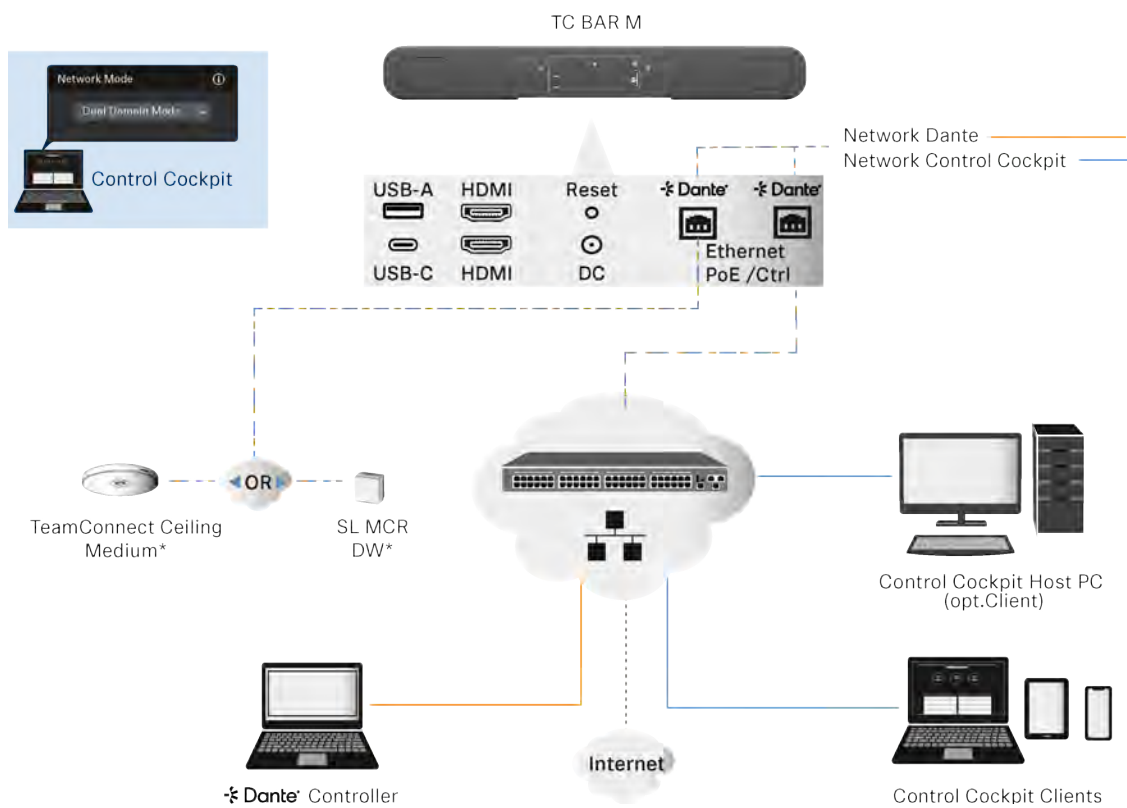 TC BAR M
Network Mode
Dual Domain Mode
Control Cockpit
Network Dante
Network Control Cockpit
USB-A HDMI Reset Dante® Dante®
Ethernet
USB-C HDMI DC PoE /Ctrl
OR
TeamConnect Ceiling
Medium*
SL MCR
DW*
Control Cockpit Host PC
(opt.Client)
Internet
Dante® Controller
Control Cockpit Clients